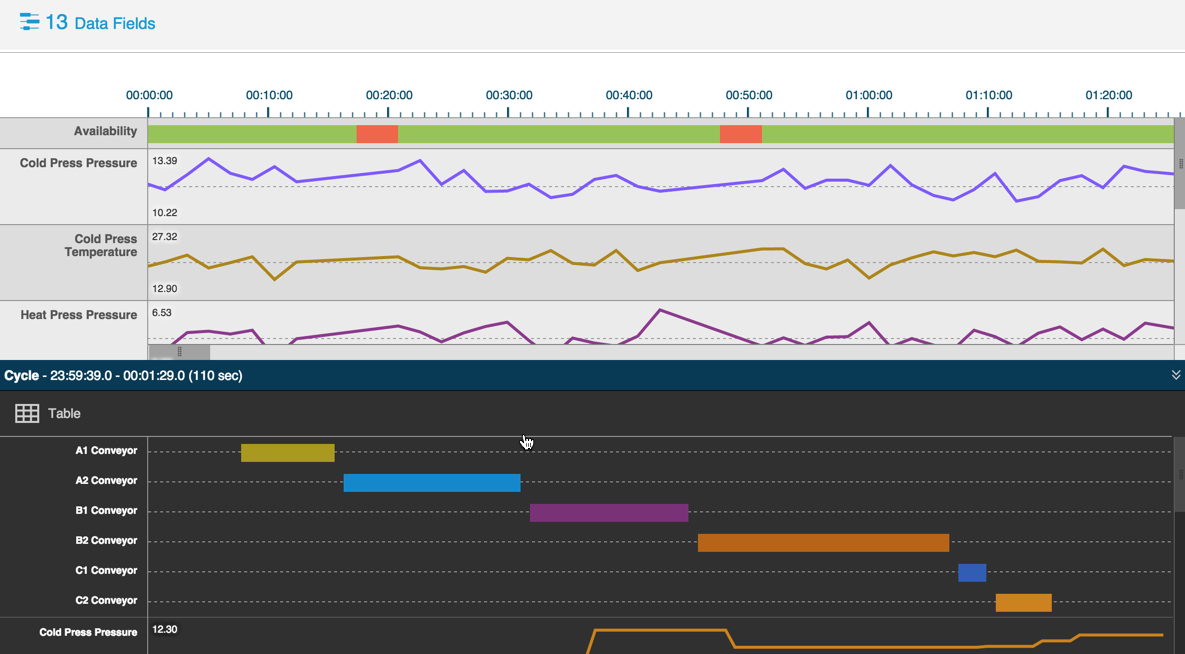 13 Data Fields
00:00:00 00:10:00 00:20:00 00:30:00 00:40:00 00:50:00 01:00:00 01:10:00 01:20:00
Availability
Cold Press Pressure 13.39
10.22
Cold Press
Temperature
27.32
12.90
Heat Press Pressure 6.53
Cycle - 23:59:39.0 - 00:01:29.0 (110 sec)
Table
A1 Conveyor
A2 Conveyor
B1 Conveyor
B2 Conveyor
C1 Conveyor
C2 Conveyor
Cold Press Pressure 12.30